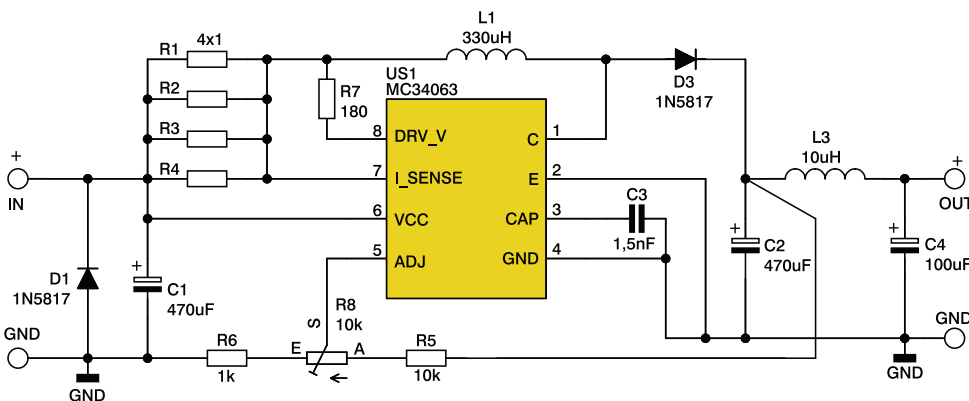 L1
330uH
R1
4x1
R2
R3
R4
R7
180
US1
MC34063
8 DRV_V
7 I_SENSE
6 VCC
5 ADJ
C 1
E 2
CAP 3
GND 4
D3
1N5817
L3
10uH
+
IN
+
OUT
C3
1,5nF
D1
1N5817
+
C1
470uF
+
C2
470uF
+
C4
100uF
GND
GND
R8
10k
S
E
A
R6
1k
R5
10k
GND
GND